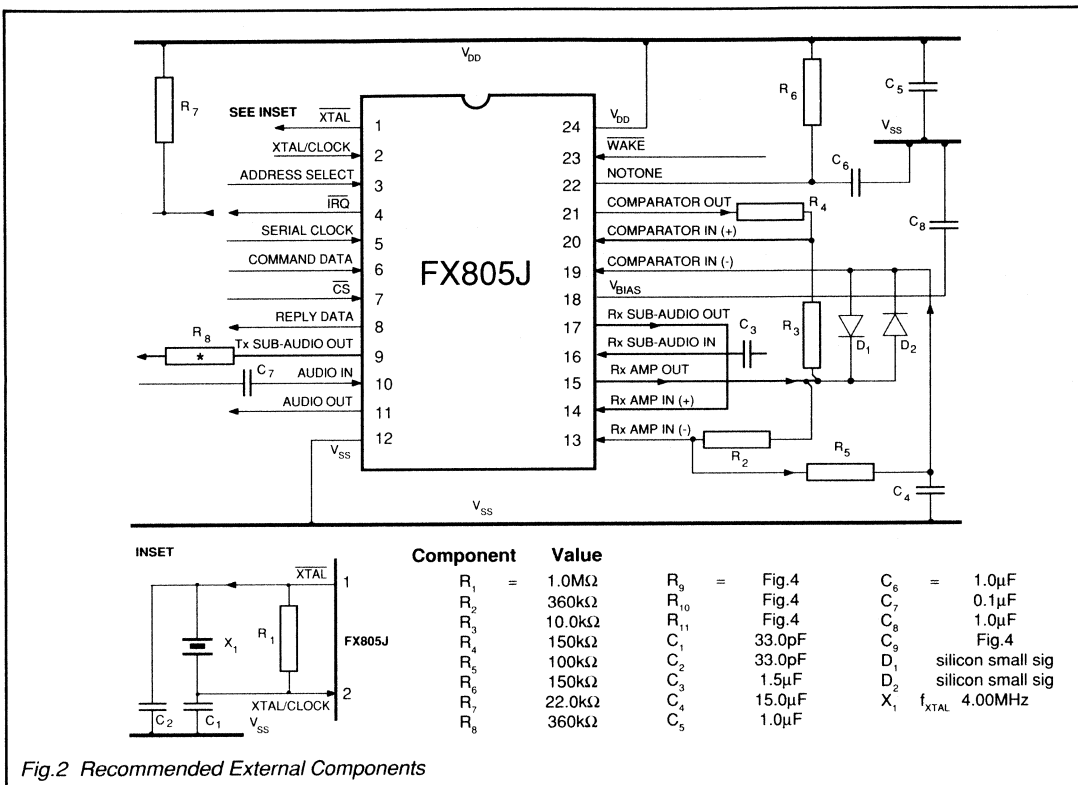 V_DD
R_7
SEE INSET
XTAL
XTAL/CLOCK
ADDRESS SELECT
IRQ
SERIAL CLOCK
COMMAND DATA
CS
REPLY DATA
R_8
*
Tx SUB-AUDIO OUT
C_7
AUDIO IN
AUDIO OUT
V_SS
1
2
3
4
5
6
7
8
9
10
11
12
FX805J
24
23
22
21
20
19
18
17
16
15
14
13
V_DD
WAKE
NOTONE
COMPARATOR OUT
COMPARATOR IN (+)
COMPARATOR IN (-)
V_BIAS
Rx SUB-AUDIO OUT
Rx SUB-AUDIO IN
Rx AMP OUT
Rx AMP IN (+)
Rx AMP IN (-)
R_6
C_5
V_SS
C_6
R_4
C_8
R_3
C_3
D_1
D_2
R_2
R_5
C_4
V_SS
INSET
XTAL
1
R_1
X_1
FX805J
2
XTAL/CLOCK
C_2
C_1
V_SS
Component Value
R_1 = 1.0MΩ R_9 = Fig.4 C_6 = 1.0µF
R_2 360kΩ R_10 Fig.4 C_7 0.1µF
R_3 10.0kΩ R_11 Fig.4 C_8 1.0µF
R_4 150kΩ C_1 33.0pF C_9 Fig.4
R_5 100kΩ C_2 33.0pF D_1 silicon small sig
R_6 150kΩ C_3 1.5µF D_2 silicon small sig
R_7 22.0kΩ C_4 15.0µF X_1 f_XTAL 4.00MHz
R_8 360kΩ C_5 1.0µF
Fig.2 Recommended External Components